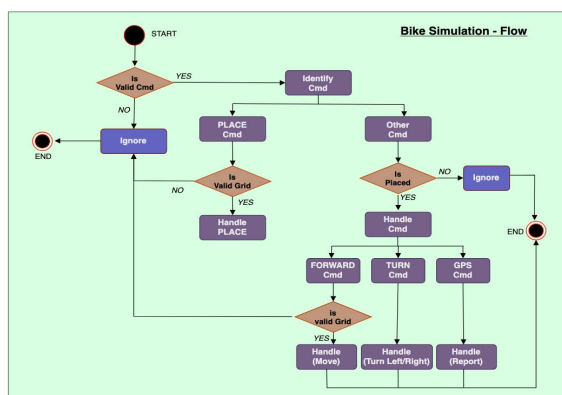 Bike Simulation - Flow
START
Is
Valid Cmd
YES
Identify
Cmd
NO
PLACE
Cmd
Other
Cmd
Ignore
END
Is
Valid Grid
NO
YES
Is
Placed
NO
Ignore
YES
Handle
PLACE
Handle
Cmd
END
FORWARD
Cmd
TURN
Cmd
GPS
Cmd
is
valid Grid
YES
Handle
(Move)
Handle
(Turn Left/Right)
Handle
(Report)